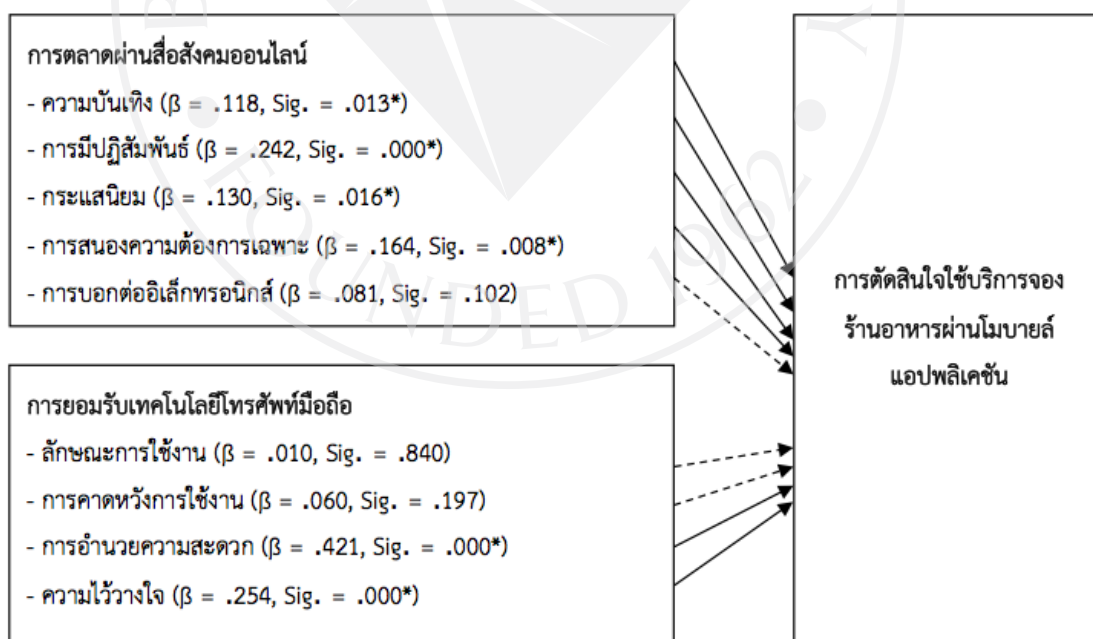 การตลาดผ่านสื่อสังคมออนไลน์
- ความบันเทิง (β = .118, Sig. = .013*)
- การมีปฏิสัมพันธ์ (β = .242, Sig. = .000*)
- กระแสนิยม (β = .130, Sig. = .016*)
- การสนองความต้องการเฉพาะ (β = .164, Sig. = .008*)
- การบอกต่ออิเล็กทรอนิกส์ (β = .081, Sig. = .102)
การยอมรับเทคโนโลยีโทรศัพท์มือถือ
- ลักษณะการใช้งาน (β = .010, Sig. = .840)
- การคาดหวังการใช้งาน (β = .060, Sig. = .197)
- การอำนวยความสะดวก (β = .421, Sig. = .000*)
- ความไว้วางใจ (β = .254, Sig. = .000*)
การตัดสินใจใช้บริการจอง
ร้านอาหารผ่านโมบายล์
แอปพลิเคชัน
FOUNDED 1962